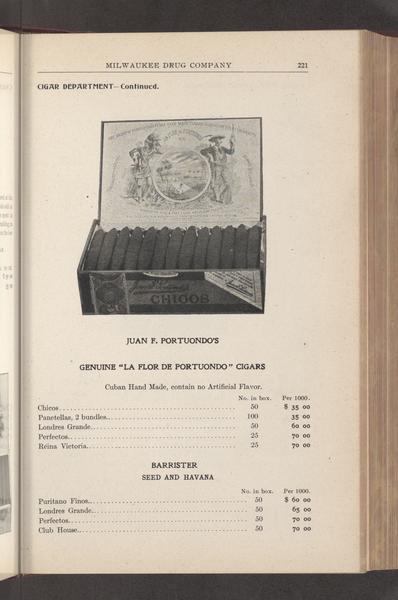 MILWAUKEE DRUG COMPANY 221
CIGAR DEPARTMENT—Continued.
CHICOS
JUAN F. PORTUONDO'S
GENUINE "LA FLOR DE PORTUONDO" CIGARS
Cuban Hand Made, contain no Artificial Flavor.
No. in box. Per 1000.
Chicos 50 $ 35 00
Panetellas, 2 bundles 100 35 00
Londres Grande 50 60 00
Perfectos 25 70 00
Reina Victoria 25 70 00
BARRISTER
SEED AND HAVANA
No. in box. Per 1000.
Puritano Finos 50 $ 60 00
Londres Grande 50 65 00
Perfectos 50 70 00
Club House 50 70 00